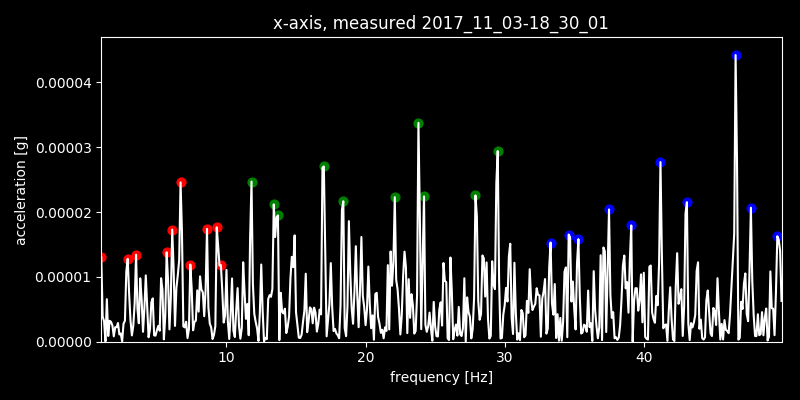 x-axis, measured 2017_11_03-18_30_01
acceleration [g]
0.00004
0.00003
0.00002
0.00001
0.00000
10 20 30 40
frequency [Hz]